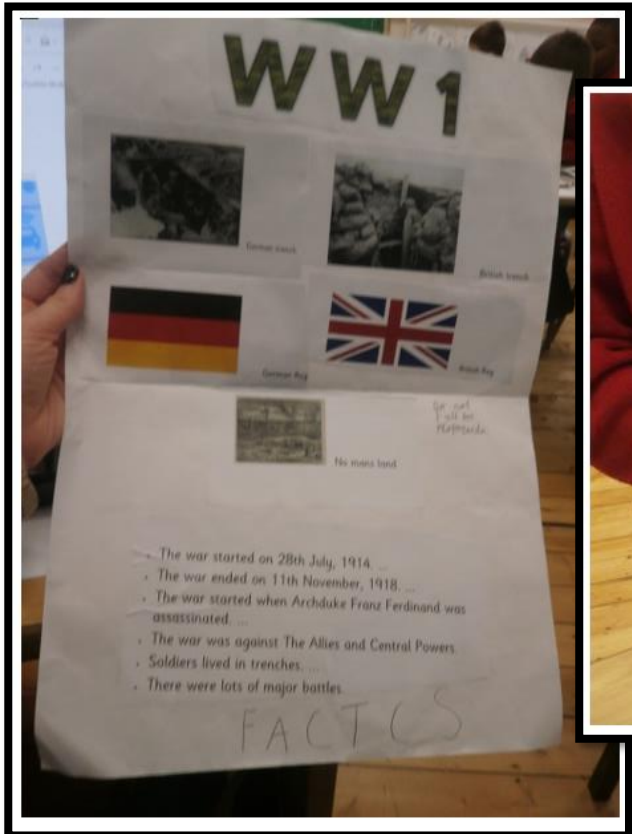 WW1
German trench
British trench
German flag
British flag
No mans land
. The war started on 28th July, 1914. ...
. The war ended on 11th November, 1918. ...
. The war started when Archduke Franz Ferdinand was
assassinated. ...
. The war was against The Allies and Central Powers.
. Soldiers lived in trenches. ...
. There were lots of major battles.
FACTCS